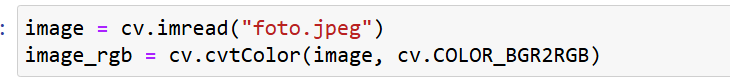 : image = cv.imread("foto.jpeg")
image_rgb = cv.cvtColor(image, cv.COLOR_BGR2RGB)